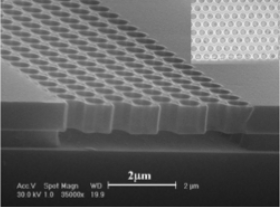 2μm
Acc.V Spot Magn WD
30.0 kV 1.0 35000x 19.9
2 μm